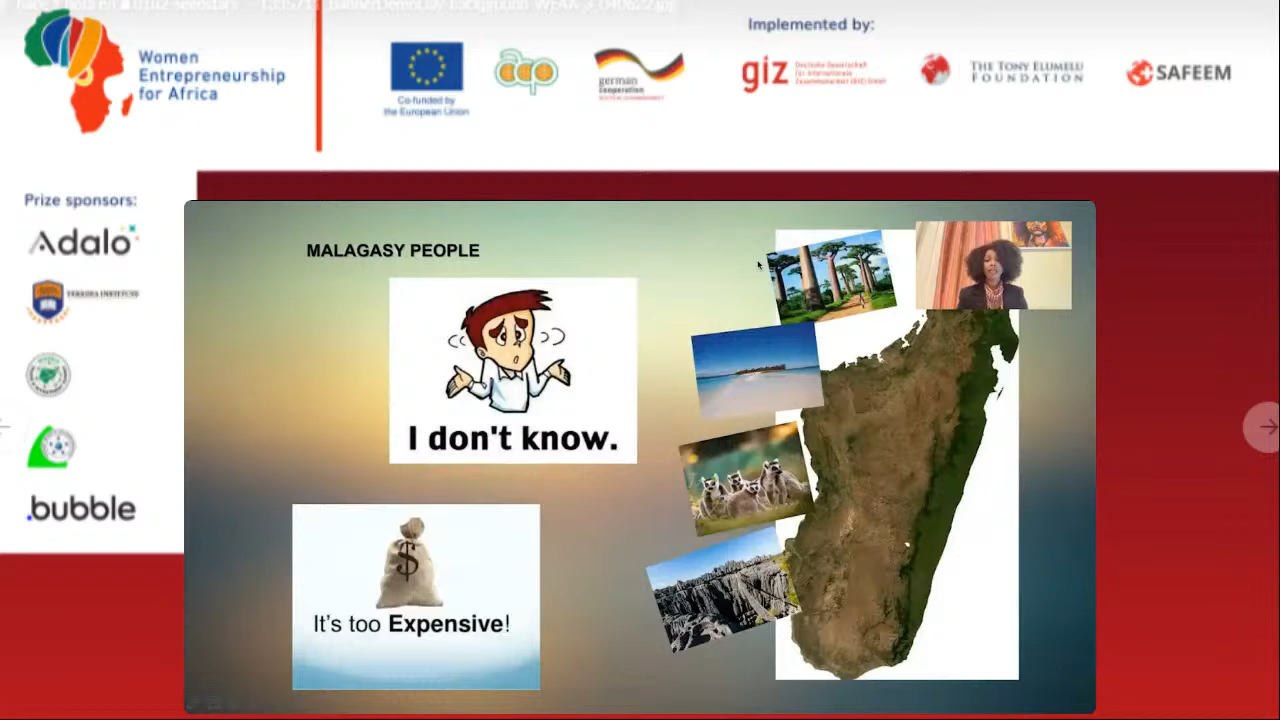 Implemented by:
Women
Entrepreneurship
for Africa
Co-funded by
the European Union
german
cooperation
giz
Deutsche Gesellschaft
für Internationale
Zusammenarbeit (GIZ) GmbH
THE TONY ELUMELU
FOUNDATION
SAFEEM
Prize sponsors:
Adalo
.bubble
MALAGASY PEOPLE
I don't know.
$
It's too Expensive!